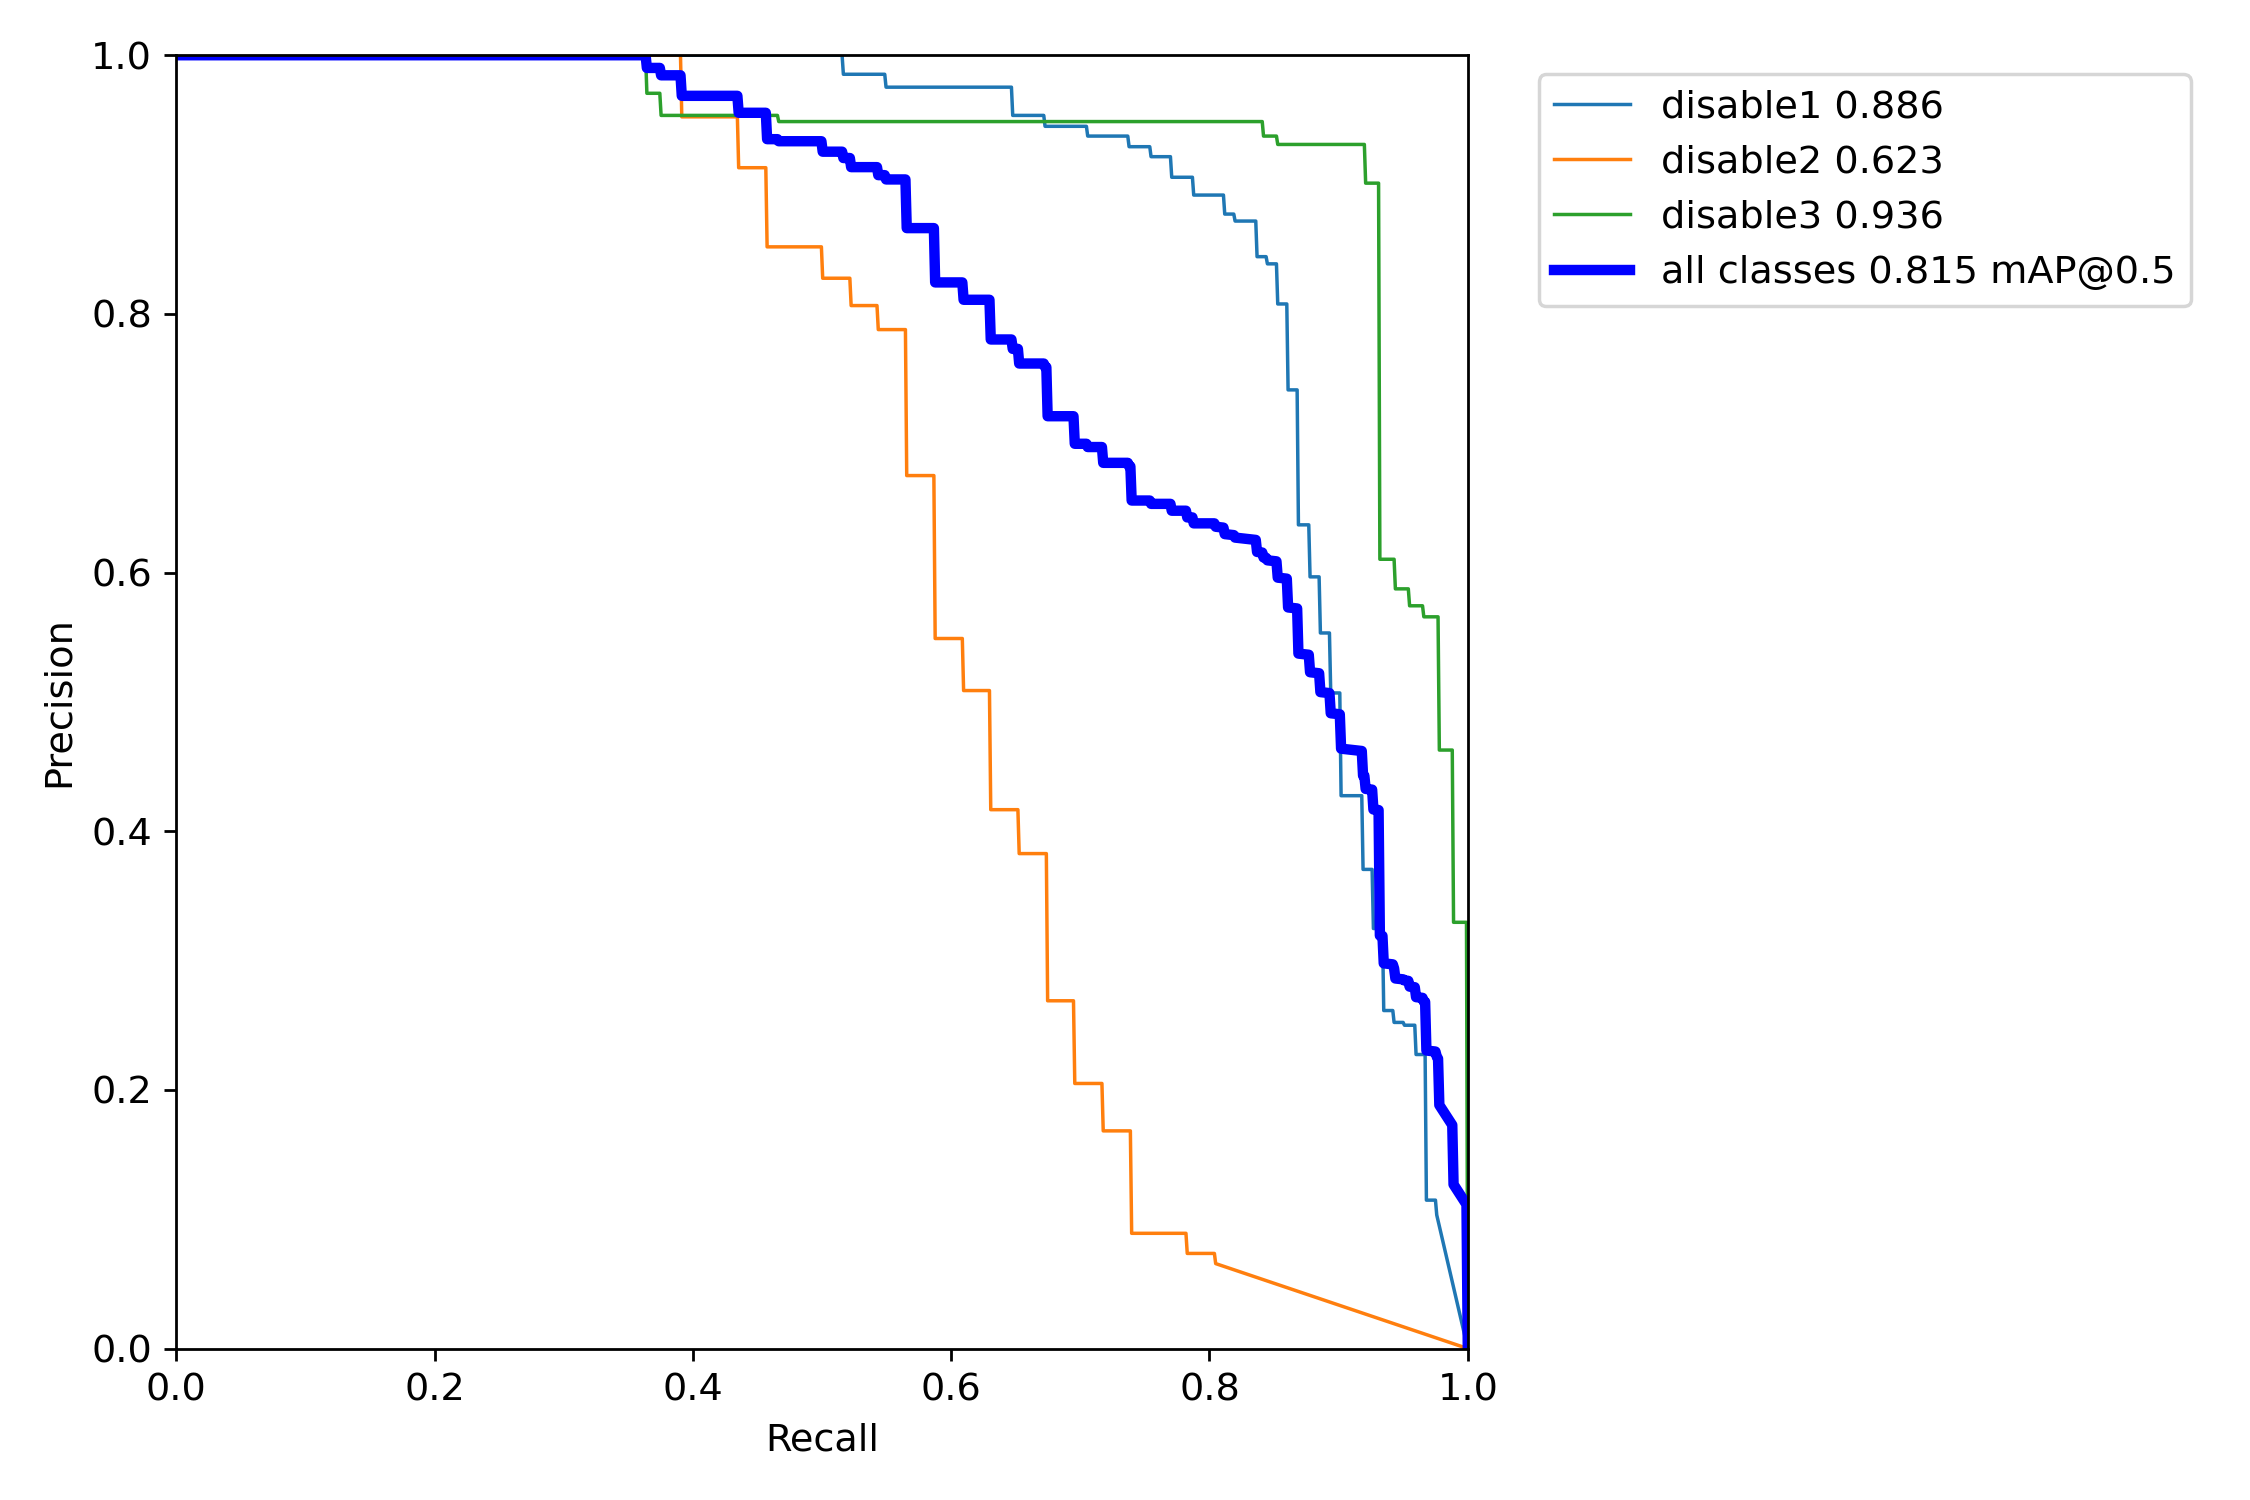 1.0
0.8
0.6
0.4
0.2
0.0
Precision
0.0 0.2 0.4 0.6 0.8 1.0
Recall
disable1 0.886
disable2 0.623
disable3 0.936
all classes 0.815 mAP@0.5